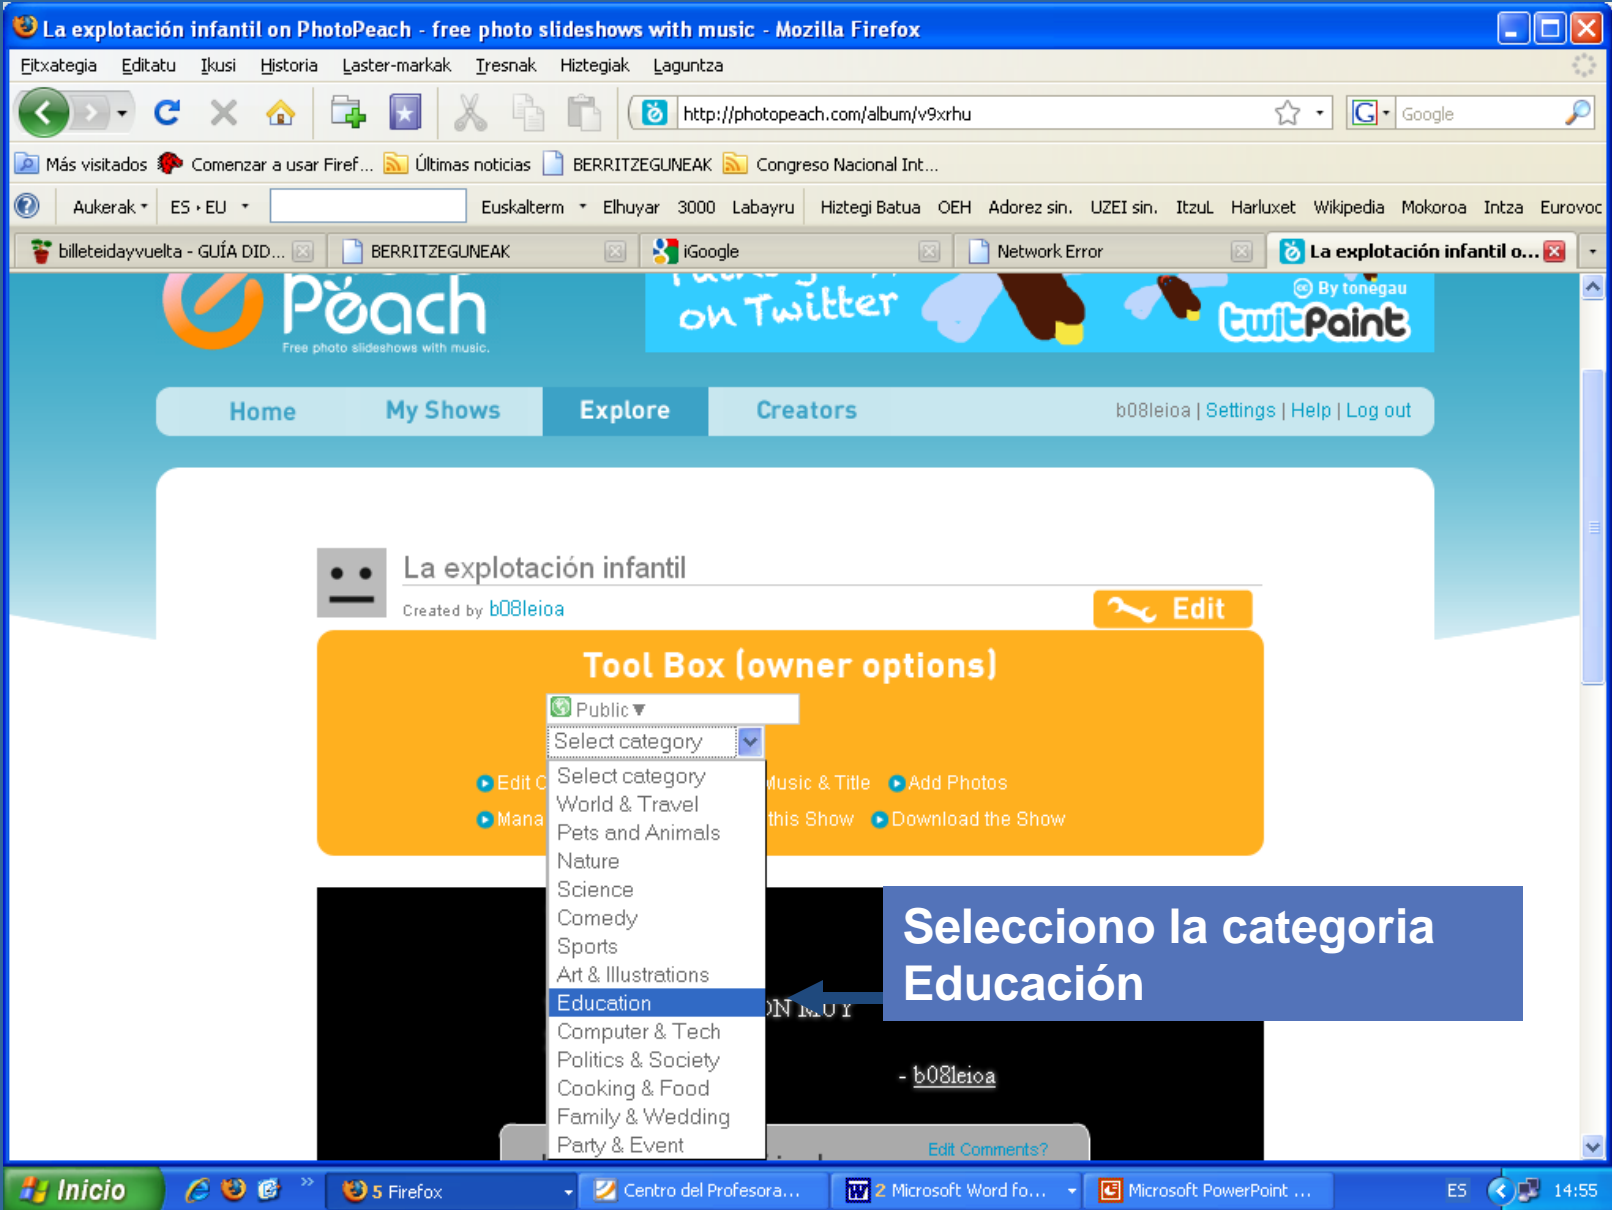 La explotación infantil on PhotoPeach - free photo slideshows with music - Mozilla Firefox
Fitxategia Editatu Ikusi Historia Laster-markak Tresnak Hiztegiak Laguntza
http://photopeach.com/album/v9xrhu G Google
Más visitados Comenzar a usar Firef... Últimas noticias BERRITZEGUNEAK Congreso Nacional Int...
Aukerak ES › EU Euskalterm Elhuyar 3000 Labayru Hiztegi Batua OEH Adorez sin. UZEI sin. ItzuL Harluxet Wikipedia Mokoroa Intza Eurovoc
billeteidayvuelta - GUÍA DID... BERRITZEGUNEAK iGoogle Network Error La explotación infantil o...
Peach
Free photo slideshows with music.
on Twitter
By tonegau
twitPaint
Home My Shows Explore Creators b08leioa | Settings | Help | Log out
La explotación infantil
Created by b08leioa
Edit
Tool Box (owner options)
Public ▼
Select category
Select category
World & Travel
Pets and Animals
Nature
Science
Comedy
Sports
Art & Illustrations
Education
Computer & Tech
Politics & Society
Cooking & Food
Family & Wedding
Party & Event
Edit Music & Title Add Photos
this Show Download the Show
Selecciono la categoria
Educación
MUY
- b08leioa
Edit Comments?
Inicio 5 Firefox Centro del Profesora... 2 Microsoft Word fo... Microsoft PowerPoint ... ES 14:55